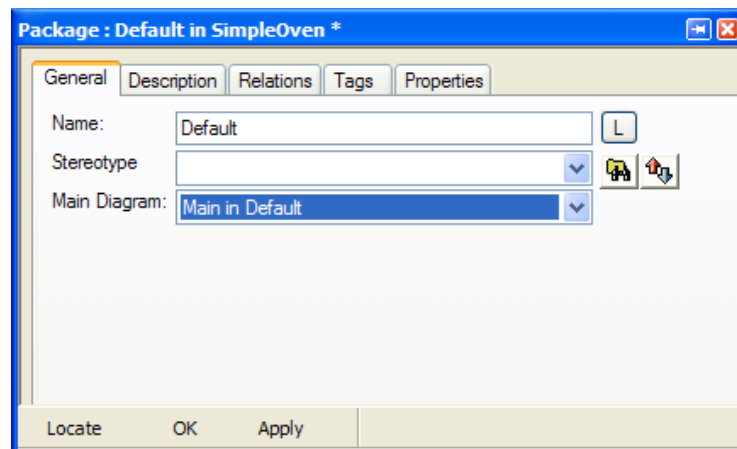 Package : Default in SimpleOven *
General Description Relations Tags Properties
Name: Default L
Stereotype
Main Diagram: Main in Default
Locate OK Apply